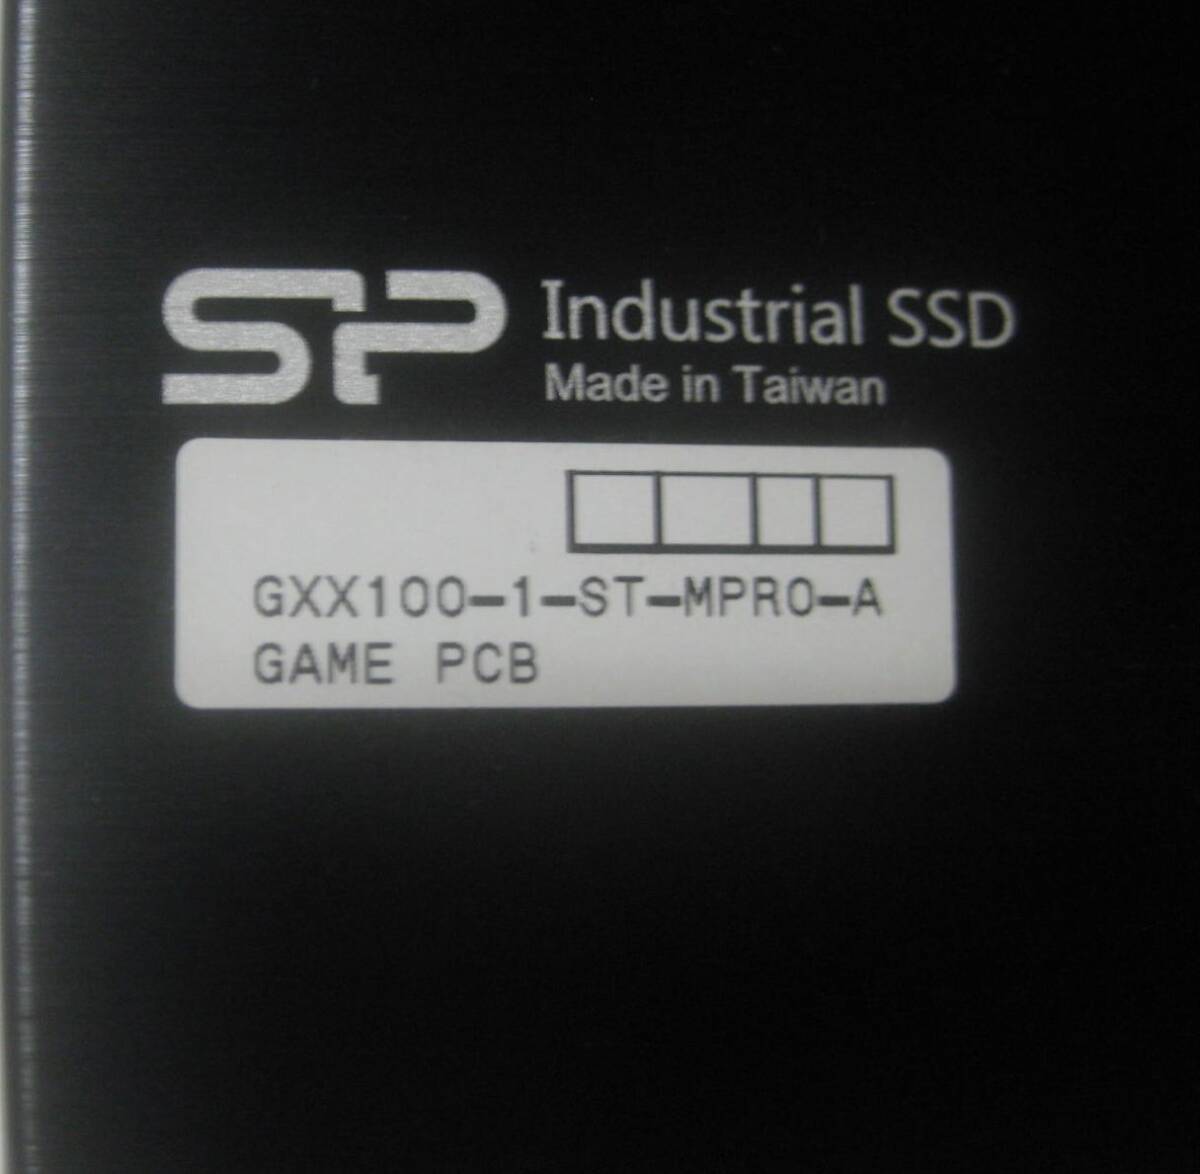 SP Industrial SSD
Made in Taiwan
GXX100-1-ST-MPRO-A
GAME PCB